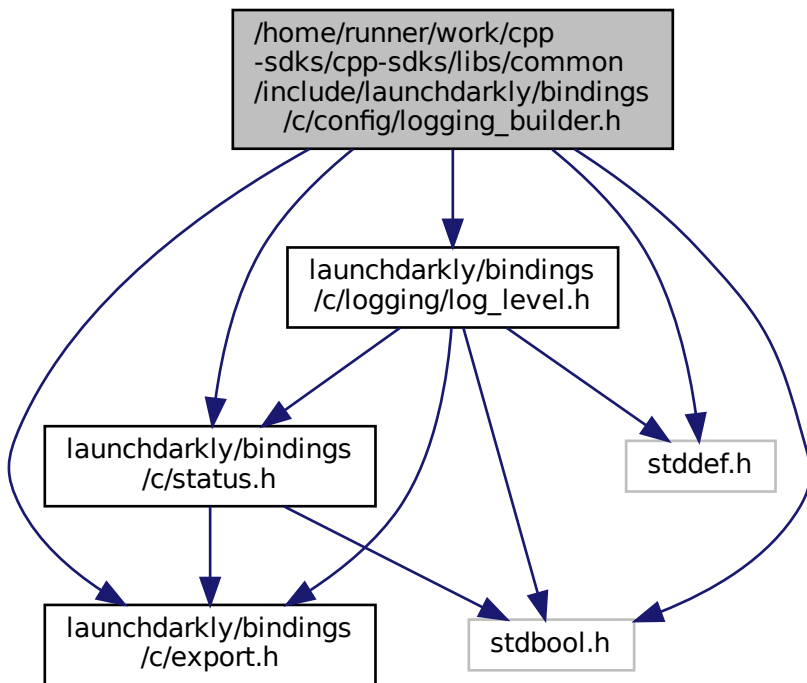 /home/runner/work/cpp
-sdks/cpp-sdks/libs/common
/include/launchdarkly/bindings
/c/config/logging_builder.h
launchdarkly/bindings
/c/logging/log_level.h
launchdarkly/bindings
/c/status.h
stddef.h
launchdarkly/bindings
/c/export.h
stdbool.h